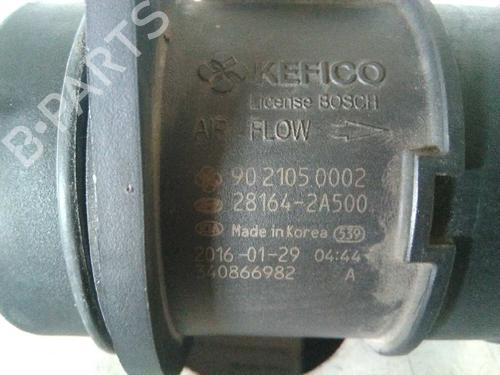 B-PARTS
KEFICO
License BOSCH
AIR FLOW
90 2105 0002
28164-2A500
KIA Made in Korea 539
2016-01-29 04:44
340866982 A